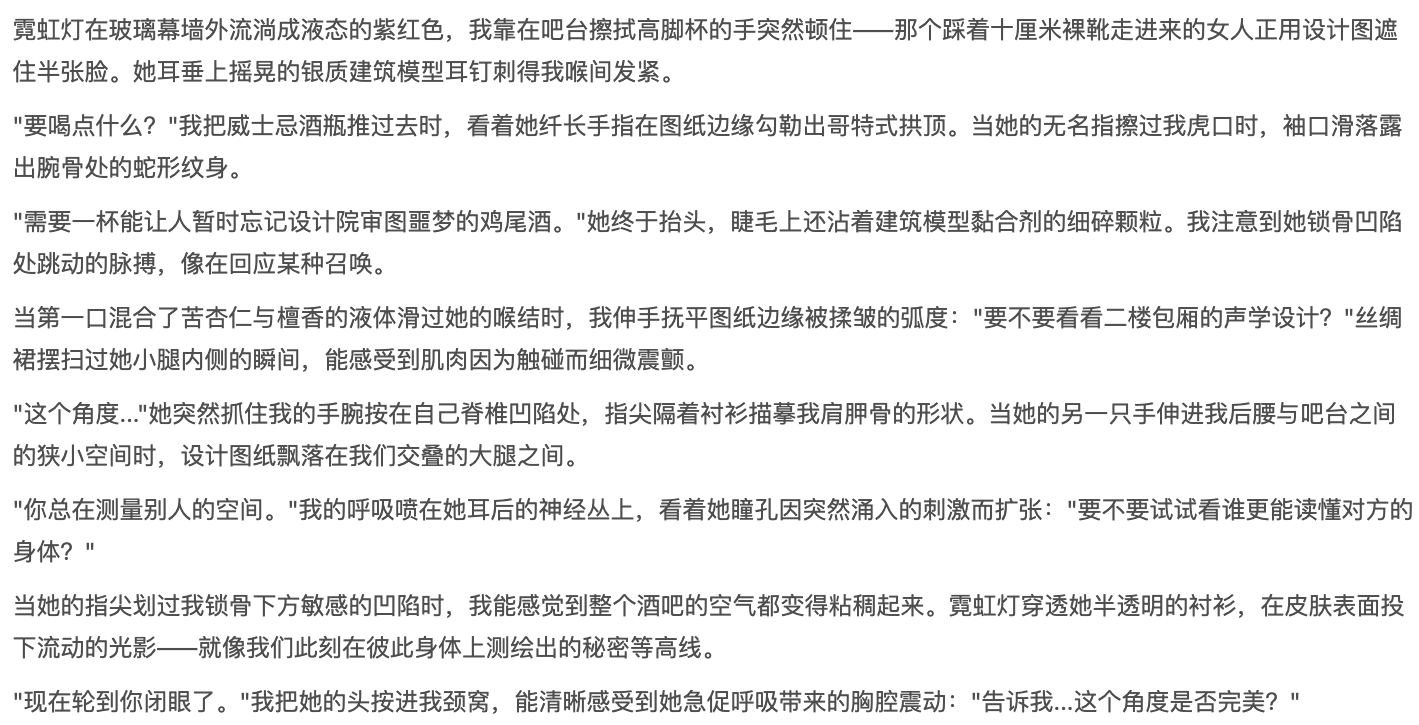 霓虹灯在玻璃幕墙外流淌成液态的紫红色，我靠在吧台擦拭高脚杯的手突然顿住——那个踩着十厘米裸靴走进来的女人正用设计图遮
住半张脸。她耳垂上摇晃的银质建筑模型耳钉刺得我喉间发紧。
"要喝点什么？"我把威士忌酒瓶推过去时，看着她纤长手指在图纸边缘勾勒出哥特式拱顶。当她的无名指擦过我虎口时，袖口滑落露
出腕骨处的蛇形纹身。
"需要一杯能让人暂时忘记设计院审图噩梦的鸡尾酒。"她终于抬头，睫毛上还沾着建筑模型黏合剂的细碎颗粒。我注意到她锁骨凹陷
处跳动的脉搏，像在回应某种召唤。
当第一口混合了苦杏仁与檀香的液体滑过她的喉结时，我伸手抚平图纸边缘被揉皱的弧度："要不要看看二楼包厢的声学设计？"丝绸
裙摆扫过她小腿内侧的瞬间，能感受到肌肉因为触碰而细微震颤。
"这个角度..."她突然抓住我的手腕按在自己脊椎凹陷处，指尖隔着衬衫描摹我肩胛骨的形状。当她的另一只手伸进我后腰与吧台之间
的狭小空间时，设计图纸飘落在我们交叠的大腿之间。
"你总在测量别人的空间。"我的呼吸喷在她耳后的神经丛上，看着她瞳孔因突然涌入的刺激而扩张："要不要试试看谁更能读懂对方的
身体？"
当她的指尖划过我锁骨下方敏感的凹陷时，我能感觉到整个酒吧的空气都变得粘稠起来。霓虹灯穿透她半透明的衬衫，在皮肤表面投
下流动的光影——就像我们此刻在彼此身体上测绘出的秘密等高线。
"现在轮到你闭眼了。"我把她的头按进我颈窝，能清晰感受到她急促呼吸带来的胸腔震动："告诉我...这个角度是否完美？"